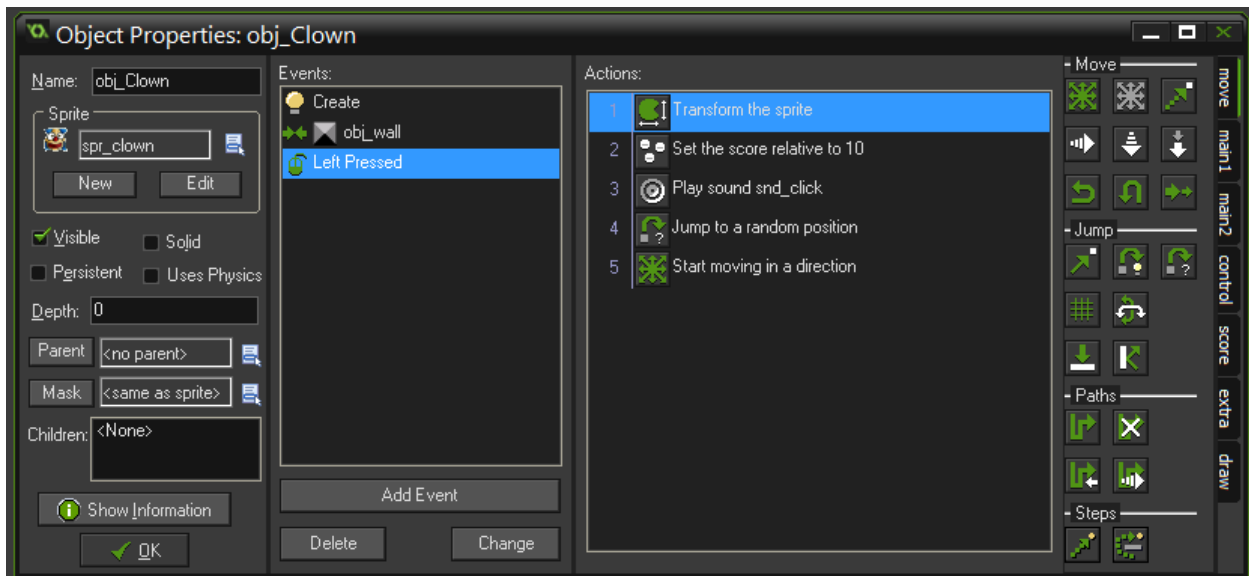 Object Properties: obj_Clown
Name: obj_Clown
Sprite
spr_clown
New Edit
Visible Solid
Persistent Uses Physics
Depth: 0
Parent <no parent>
Mask <same as sprite>
Children: <None>
Show Information
OK
Events:
Create
obj_wall
Left Pressed
Add Event
Delete Change
Actions:
1 Transform the sprite
2 Set the score relative to 10
3 Play sound snd_click
4 Jump to a random position
5 Start moving in a direction
Move
Jump
Paths
Steps
move
main1
main2
control
score
extra
draw